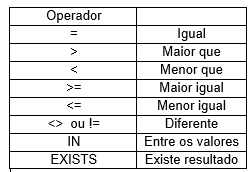 Operador
= Igual
> Maior que
< Menor que
>= Maior igual
<= Menor igual
<> ou != Diferente
IN Entre os valores
EXISTS Existe resultado